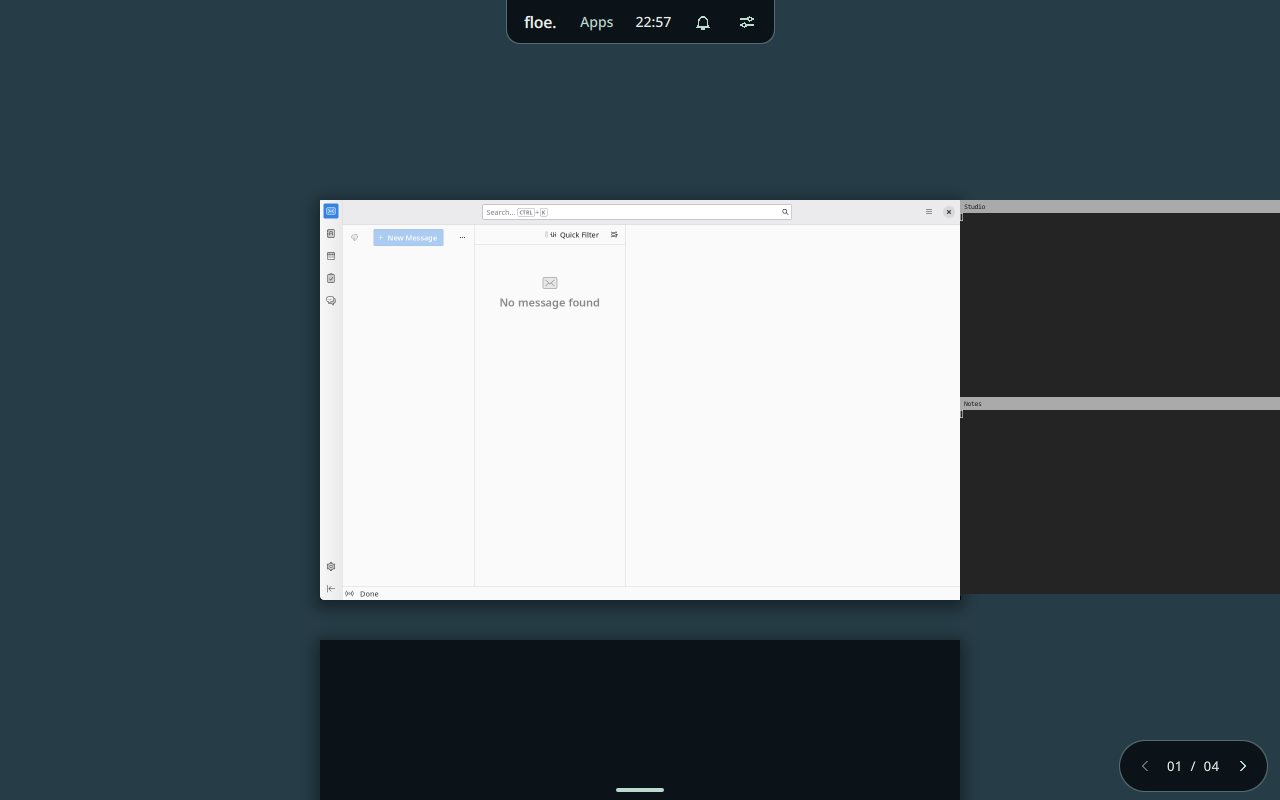 floe. Apps 22:57
Search... CTRL + K
Studio
+ New Message ...
Quick Filter
No message found
Notes
Done
01 / 04